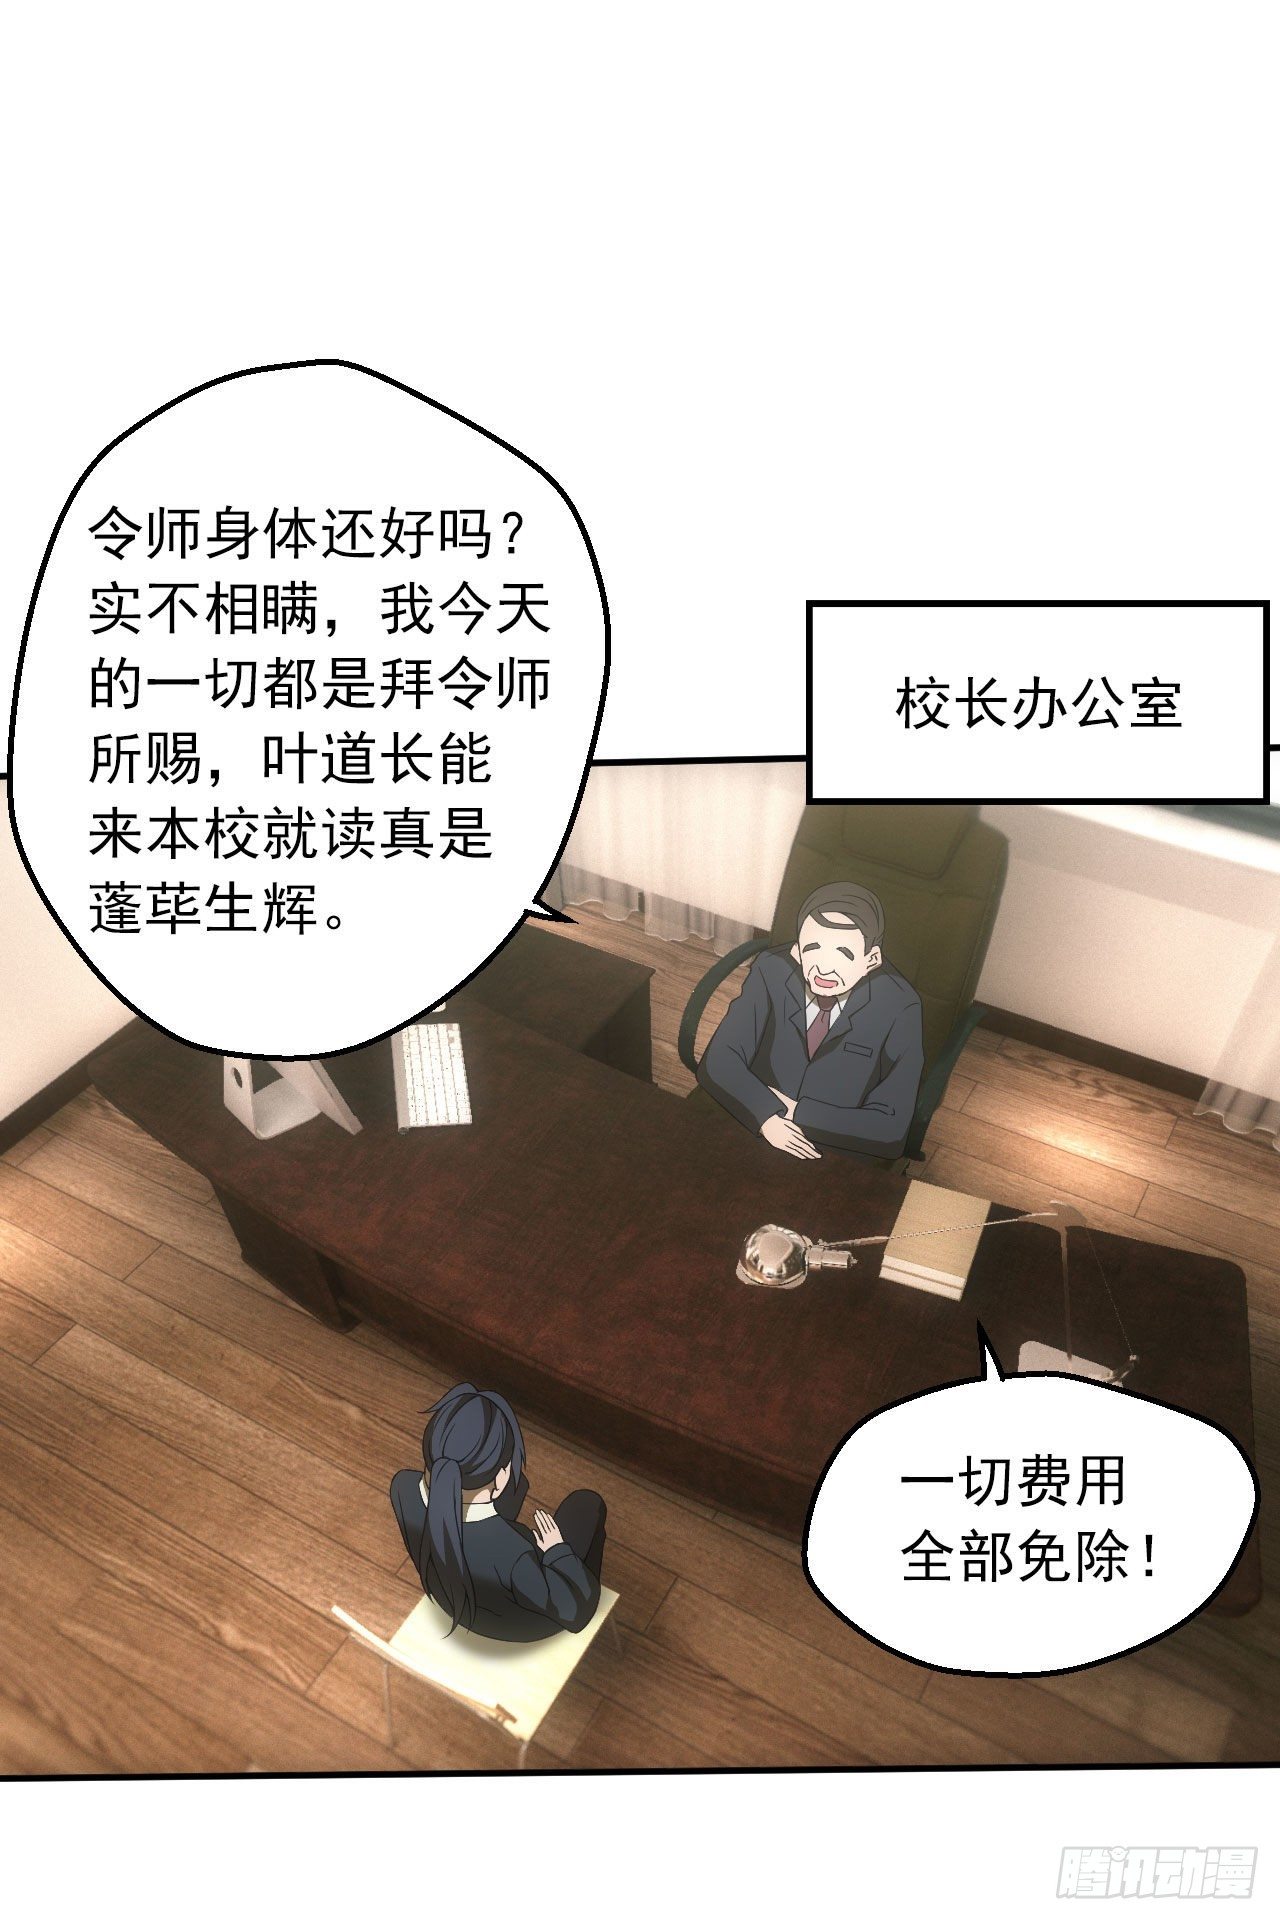 令师身体还好吗？
实不相瞒，我今天
的一切都是拜令师
所赐，叶道长能
来本校就读真是
蓬荜生辉。
校长办公室
一切费用
全部免除！
腾讯动漫